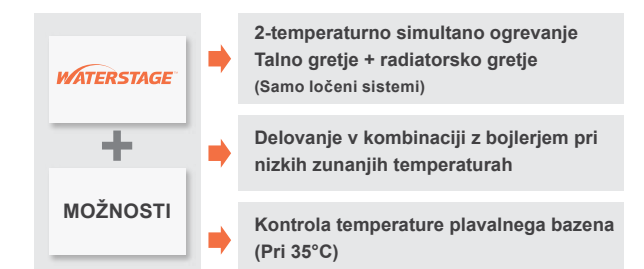 WATERSTAGE
+
MOŽNOSTI
2-temperaturno simultano ogrevanje
Talno gretje + radiatorsko gretje
(Samo ločeni sistemi)
Delovanje v kombinaciji z bojlerjem pri
nizkih zunanjih temperaturah
Kontrola temperature plavalnega bazena
(Pri 35°C)